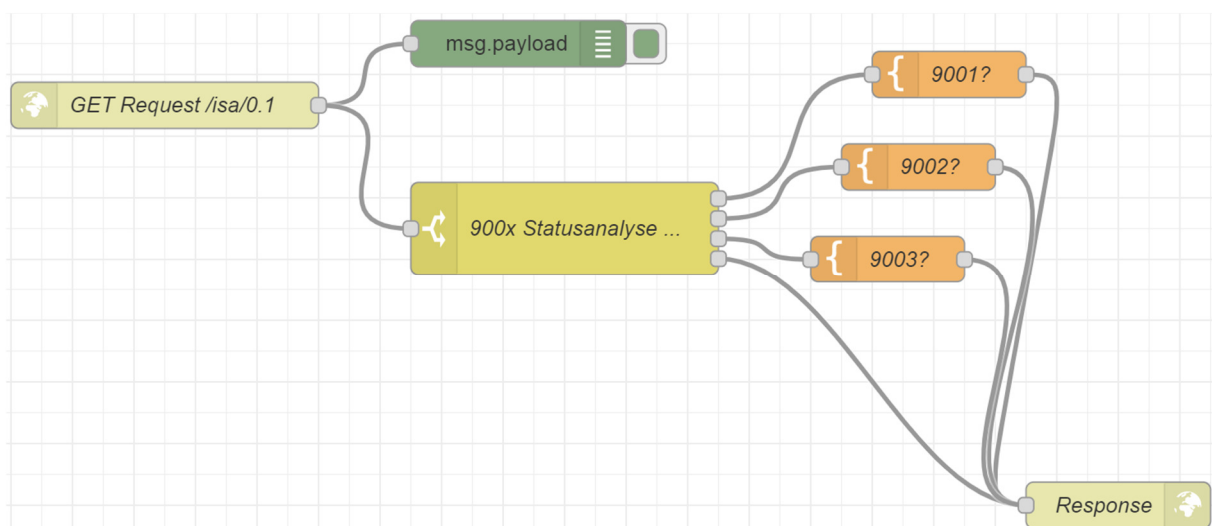 msg.payload
GET Request /isa/0.1
900x Statusanalyse ...
9001?
9002?
9003?
Response